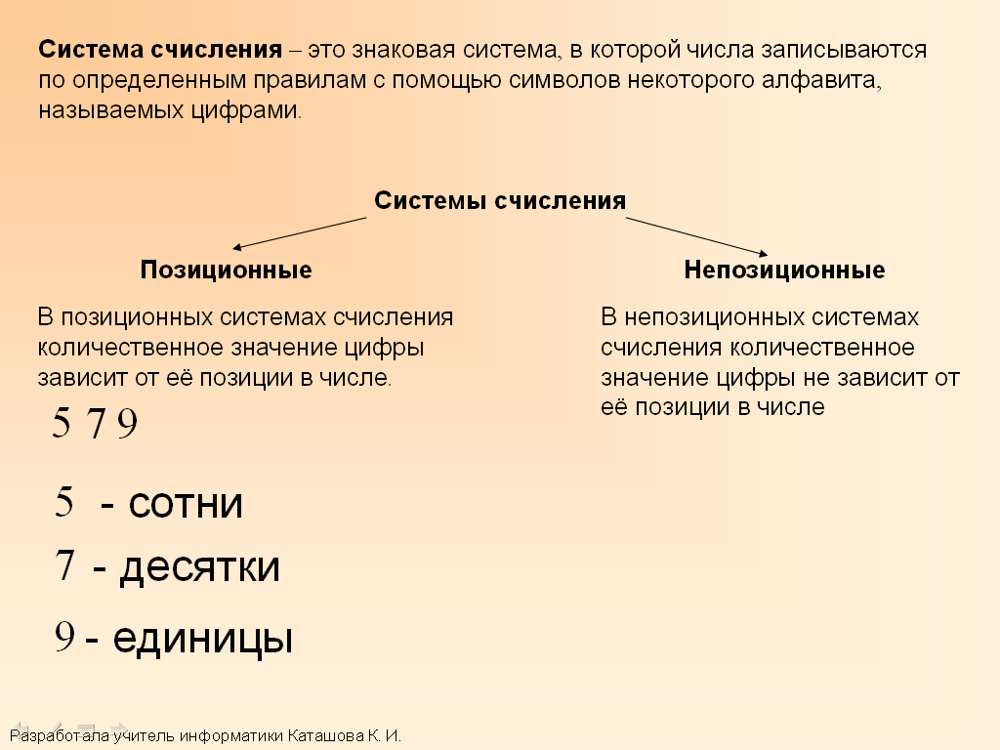 Система счисления – это знаковая система, в которой числа записываются
по определенным правилам с помощью символов некоторого алфавита,
называемых цифрами.
Системы счисления
Позиционные
В позиционных системах счисления
количественное значение цифры
зависит от её позиции в числе.
5 7 9
5 - сотни
7 - десятки
9 - единицы
Непозиционные
В непозиционных системах
счисления количественное
значение цифры не зависит от
её позиции в числе
Разработала учитель информатики Каташова К. И.